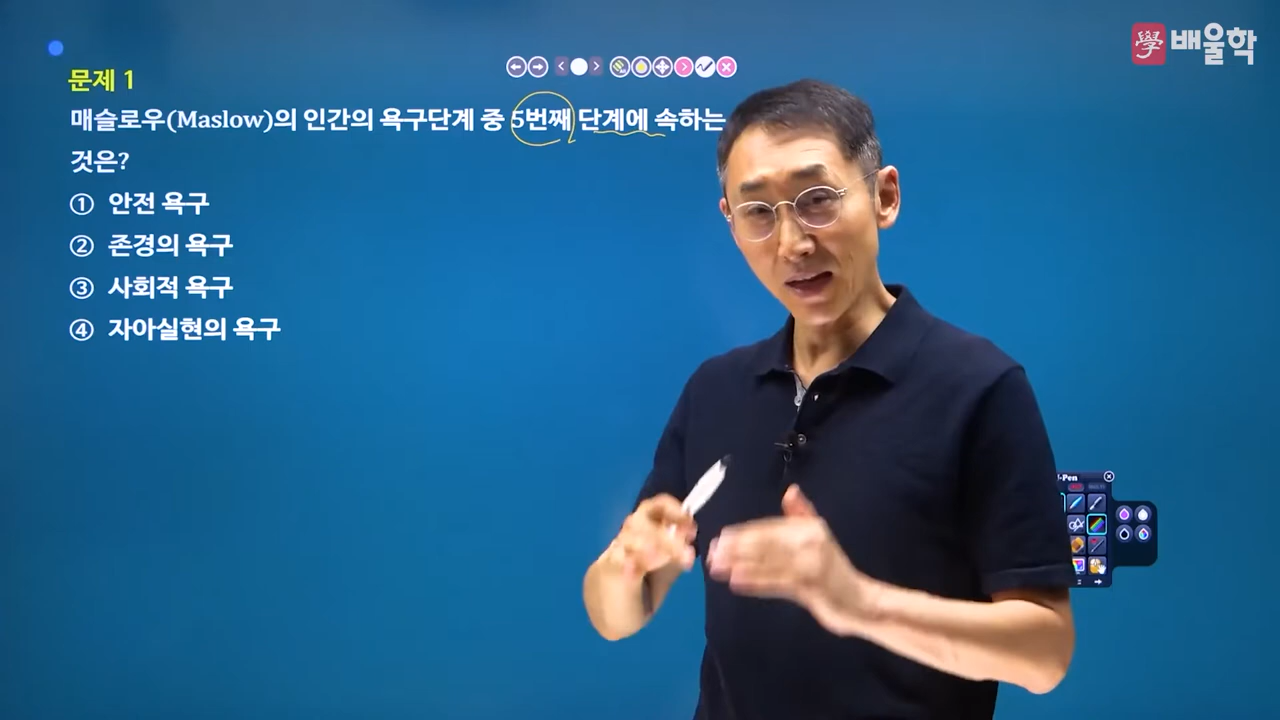 學 배울학
문제 1
매슬로우(Maslow)의 인간의 욕구단계 중 5번째 단계에 속하는
것은?
① 안전 욕구
② 존경의 욕구
③ 사회적 욕구
④ 자아실현의 욕구
-Pen